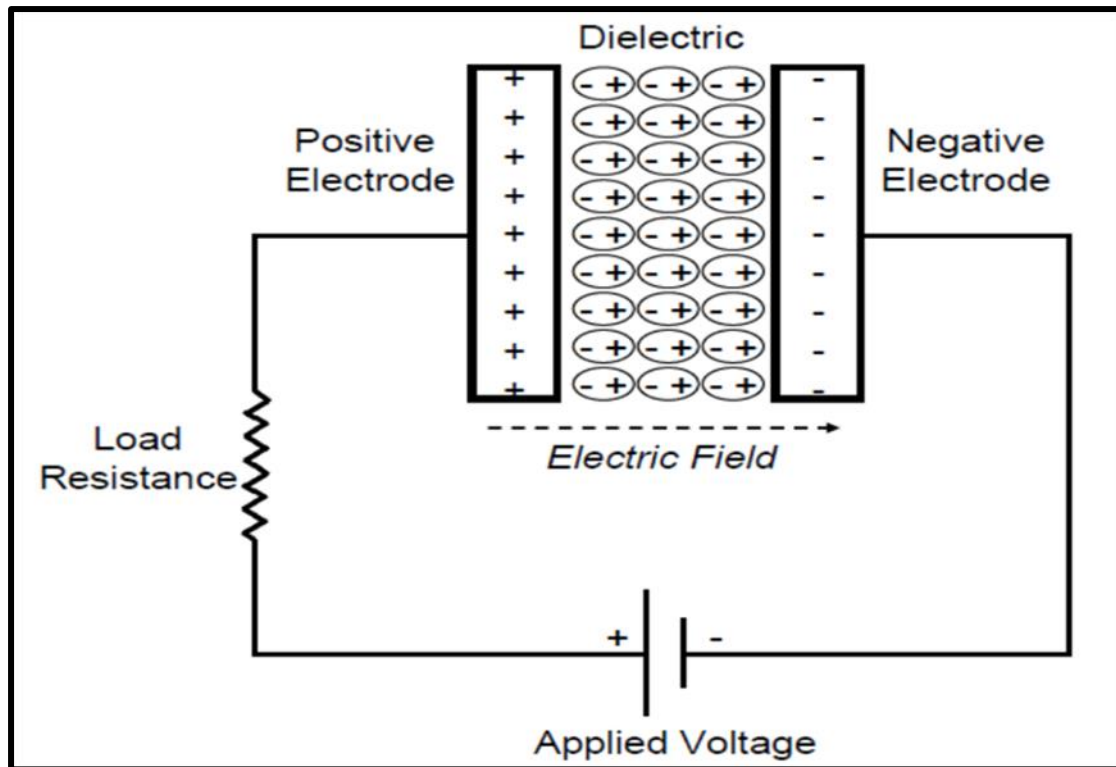 Dielectric
+ - + - + - + -
+ - + - + - + -
+ - + - + - + -
+ - + - + - + -
+ - + - + - + -
+ - + - + - + -
+ - + - + - + -
+ - + - + - + -
+ - + - + - + -
Positive
Electrode
Negative
Electrode
Electric Field
Load
Resistance
+ -
Applied Voltage